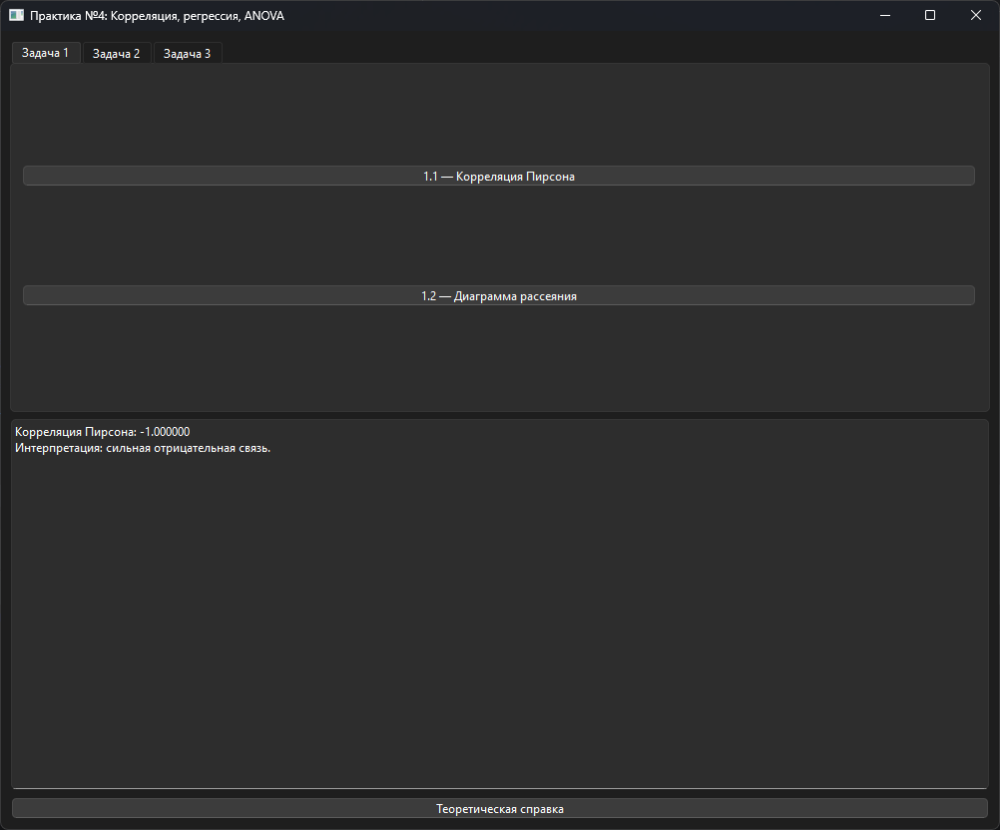 Практика №4: Корреляция, регрессия, ANOVA
Задача 1 Задача 2 Задача 3
1.1 — Корреляция Пирсона
1.2 — Диаграмма рассеяния
Корреляция Пирсона: -1.000000
Интерпретация: сильная отрицательная связь.
Теоретическая справка